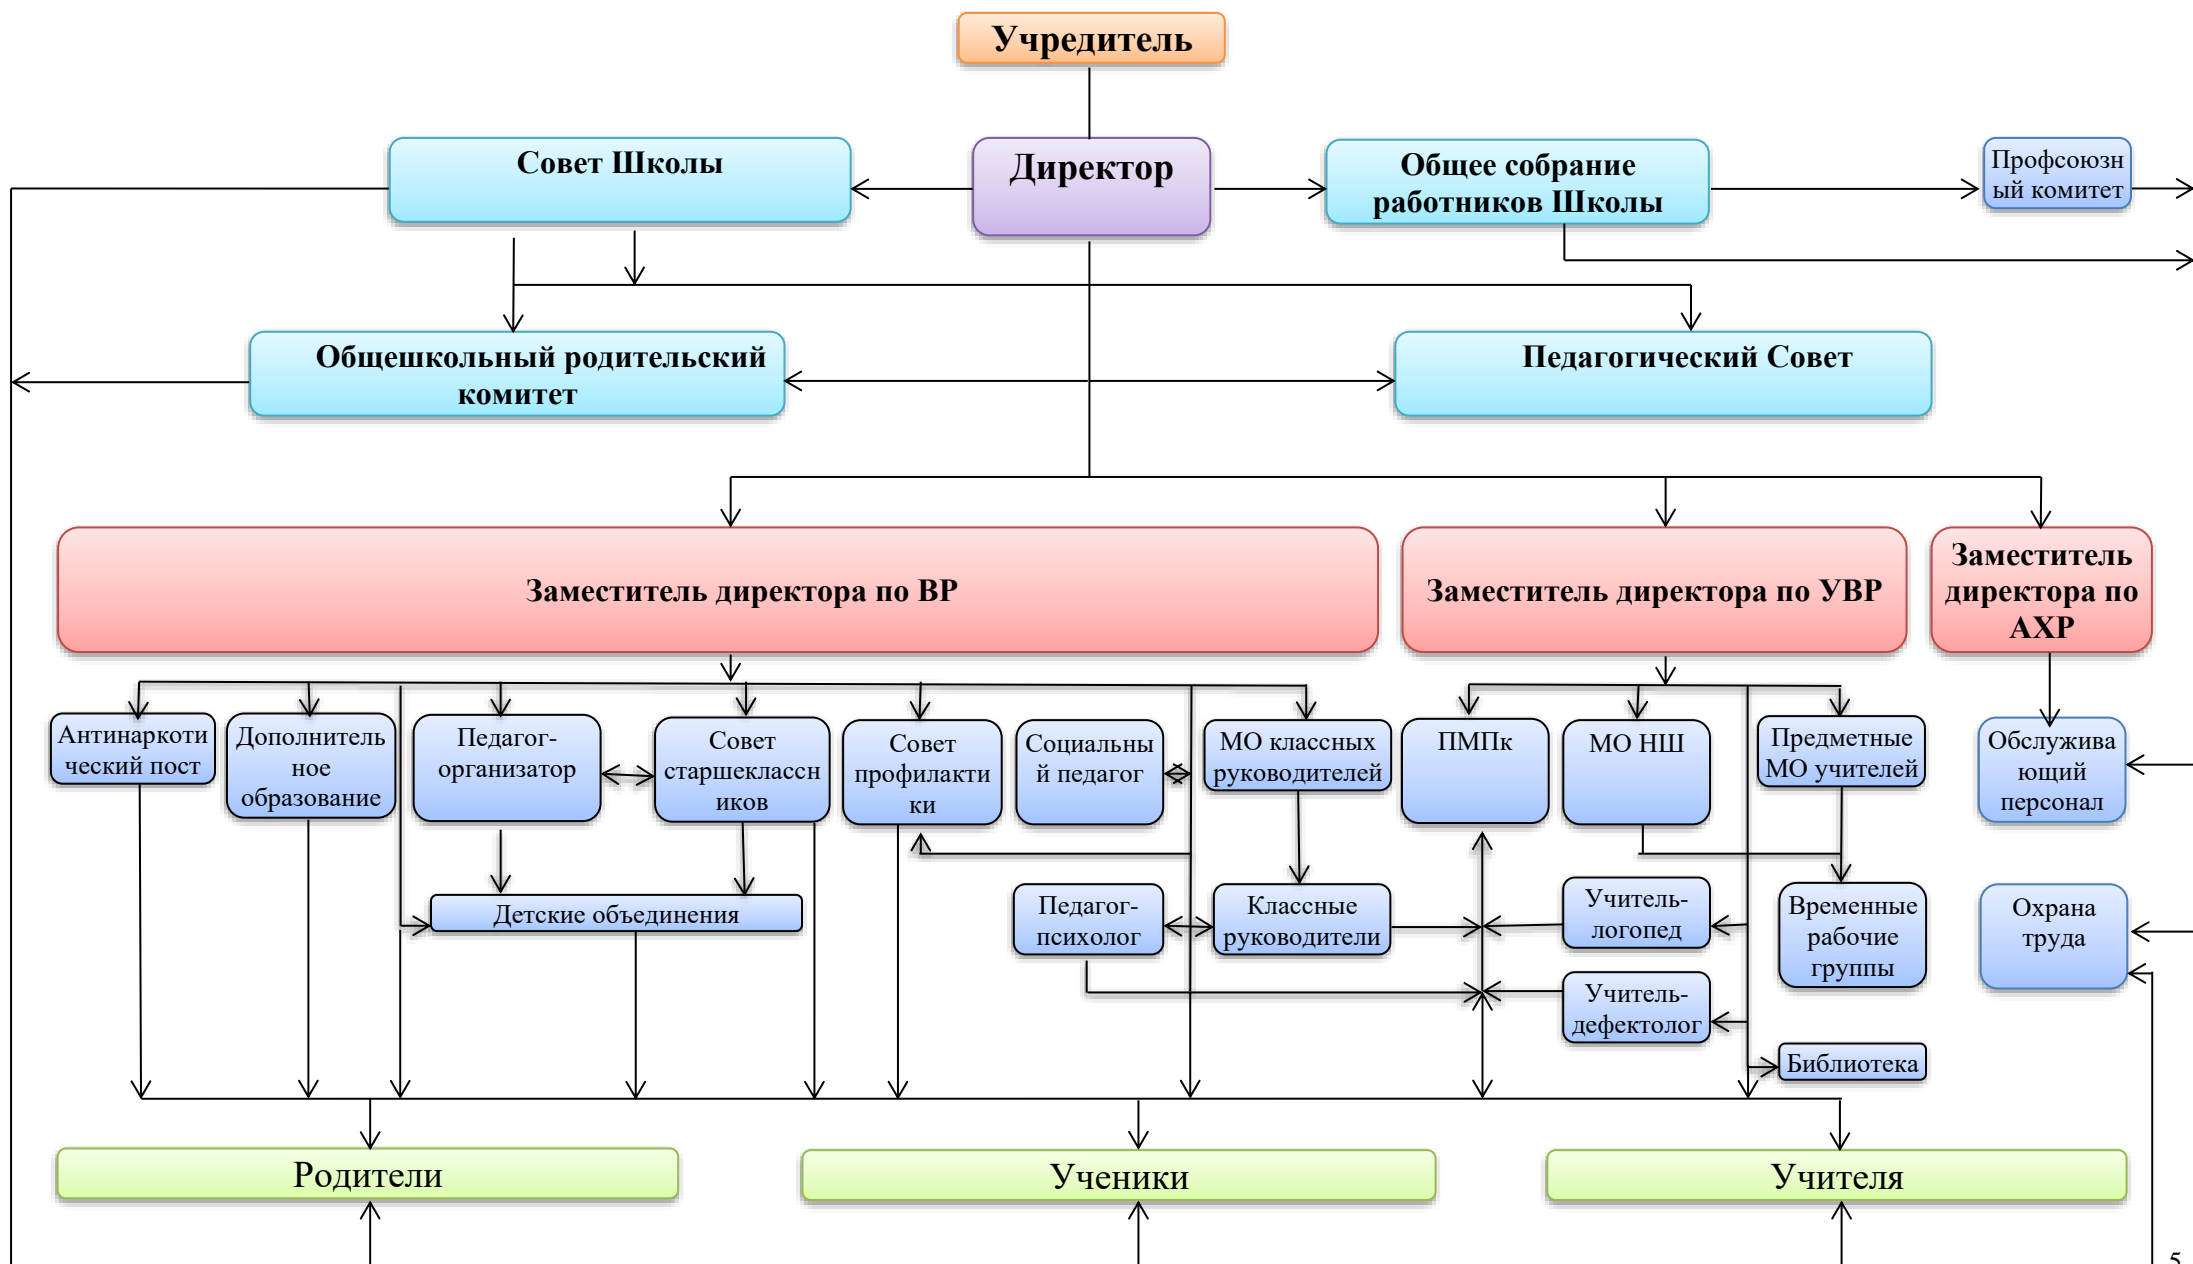 Учредитель
Совет Школы
Директор
Общее собрание
работников Школы
Профсоюзн
ый комитет
Общешкольный родительский
комитет
Педагогический Совет
Заместитель директора по ВР
Заместитель директора по УВР
Заместитель
директора по
АХР
Антинаркоти
ческий пост
Дополнитель
ное
образование
Педагог-
организатор
Совет
старшеклассн
иков
Совет
профилакти
ки
Социальны
й педагог
МО классных
руководителей
ПМПк
МО НШ
Предметные
МО учителей
Обслужива
ющий
персонал
Детские объединения
Педагог-
психолог
Классные
руководители
Учитель-
логопед
Временные
рабочие
группы
Охрана
труда
Учитель-
дефектолог
Библиотека
Родители
Ученики
Учителя
5